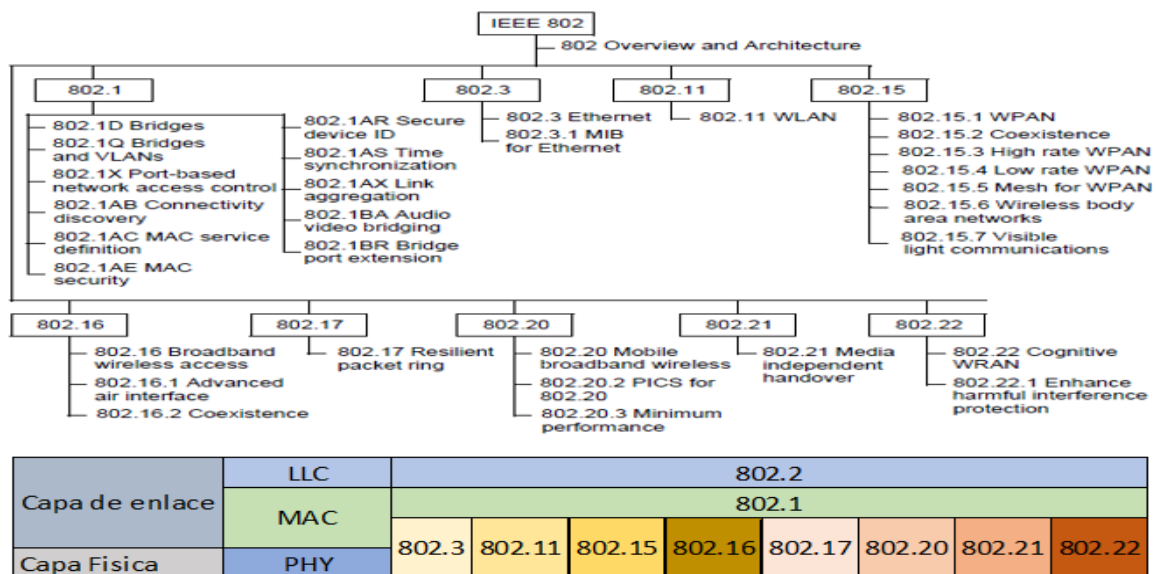 IEEE 802
802 Overview and Architecture
802.1
802.3
802.11
802.15
802.1D Bridges
802.1Q Bridges
and VLANs
802.1X Port-based
network access control
802.1AB Connectivity
discovery
802.1AC MAC service
definition
802.1AE MAC
security
802.1AR Secure
device ID
802.1AS Time
synchronization
802.1AX Link
aggregation
802.1BA Audio
video bridging
802.1BR Bridge
port extension
802.3 Ethernet
802.3.1 MIB
for Ethernet
802.11 WLAN
802.15.1 WPAN
802.15.2 Coexistence
802.15.3 High rate WPAN
802.15.4 Low rate WPAN
802.15.5 Mesh for WPAN
802.15.6 Wireless body
area networks
802.15.7 Visible
light communications
802.16
802.17
802.20
802.21
802.22
802.16 Broadband
wireless access
802.16.1 Advanced
air interface
802.16.2 Coexistence
802.17 Resilient
packet ring
802.20 Mobile
broadband wireless
802.20.2 PICS for
802.20
802.20.3 Minimum
performance
802.21 Media
independent
handover
802.22 Cognitive
WRAN
802.22.1 Enhance
harmful interference
protection
Capa de enlace
LLC
802.2
MAC
802.1
802.3
802.11
802.15
802.16
802.17
802.20
802.21
802.22
Capa Fisica
PHY